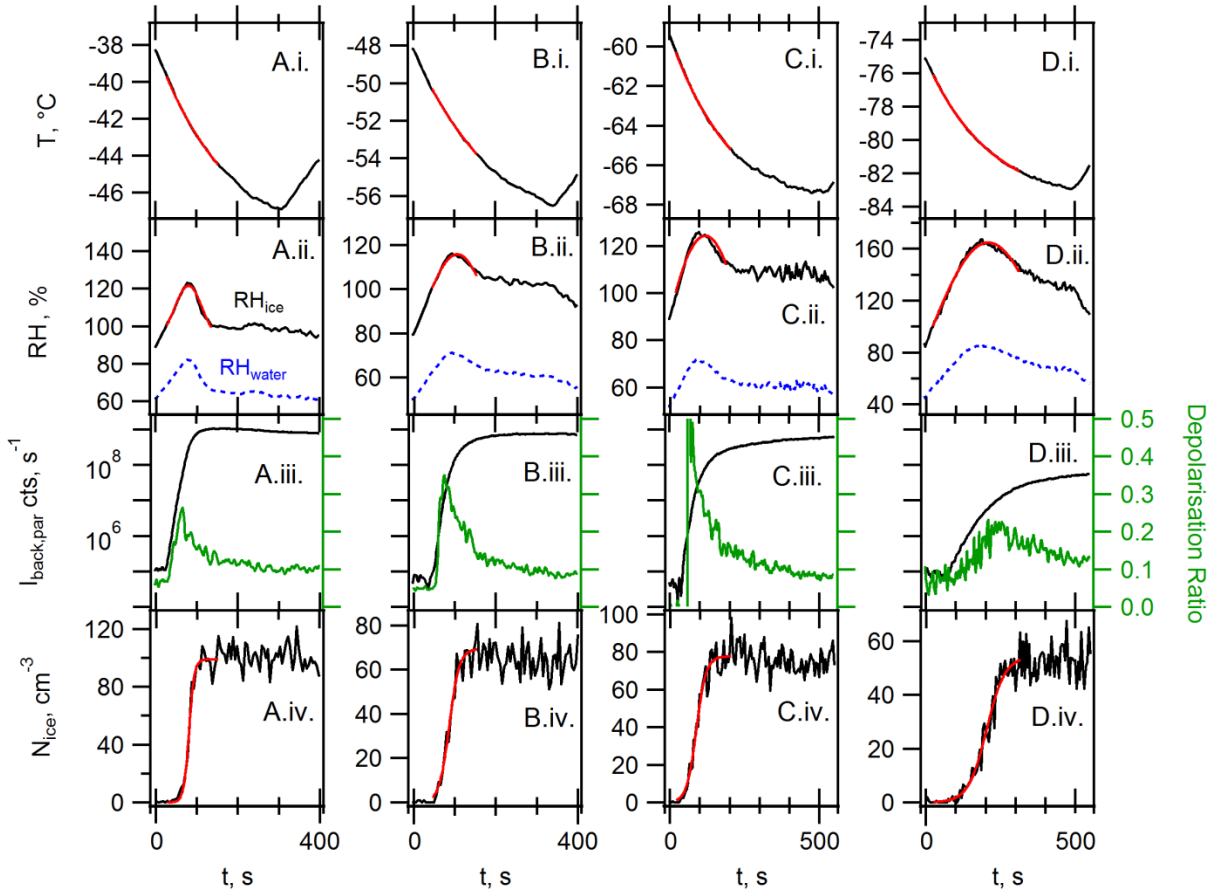 -38
-40
-42
-44
-46
T, °C
A.i.
-48
-50
-52
-54
-56
B.i.
-60
-62
-64
-66
-68
C.i.
-74
-76
-78
-80
-82
-84
D.i.
140
120
100
80
60
RH, %
A.ii.
RHice
RHwater
120
100
80
60
B.ii.
120
100
80
60
C.ii.
160
120
80
40
D.ii.
10^8
10^6
Iback,par cts, s^-1
A.iii.
B.iii.
C.iii.
D.iii.
0.5
0.4
0.3
0.2
0.1
0.0
Depolarisation Ratio
120
80
40
0
Nice, cm^-3
A.iv.
80
60
40
20
0
B.iv.
100
80
60
40
20
0
C.iv.
60
40
20
0
D.iv.
0 400
0 400
0 500
0 500
t, s
t, s
t, s
t, s